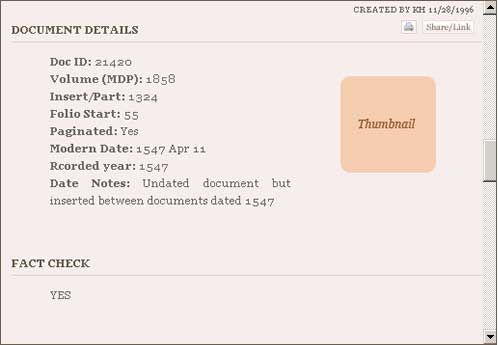 CREATED BY KH 11/28/1996
Share/Link
DOCUMENT DETAILS
Doc ID: 21420
Volume (MDP): 1858
Insert/Part: 1324
Folio Start: 55
Paginated: Yes
Modern Date: 1547 Apr 11
Rcorded year: 1547
Date Notes: Undated document but
inserted between documents dated 1547
Thumbnail
FACT CHECK
YES